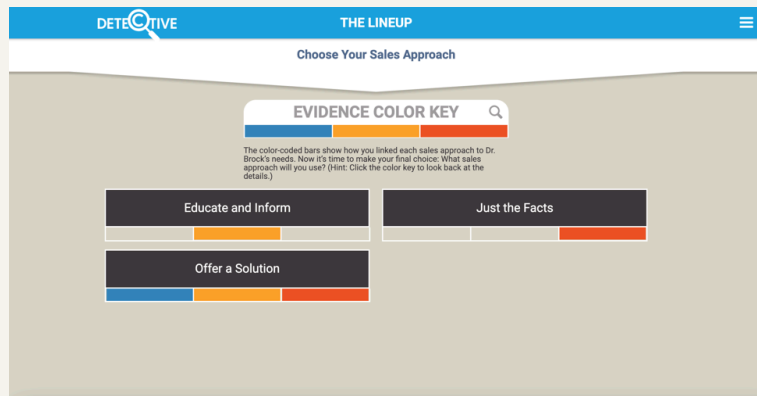 DETECTIVE
THE LINEUP
Choose Your Sales Approach
EVIDENCE COLOR KEY
The color-coded bars show how you linked each sales approach to Dr.
Brock's needs. Now it's time to make your final choice: What sales
approach will you use? (Hint: Click the color key to look back at the
details.)
Educate and Inform
Just the Facts
Offer a Solution